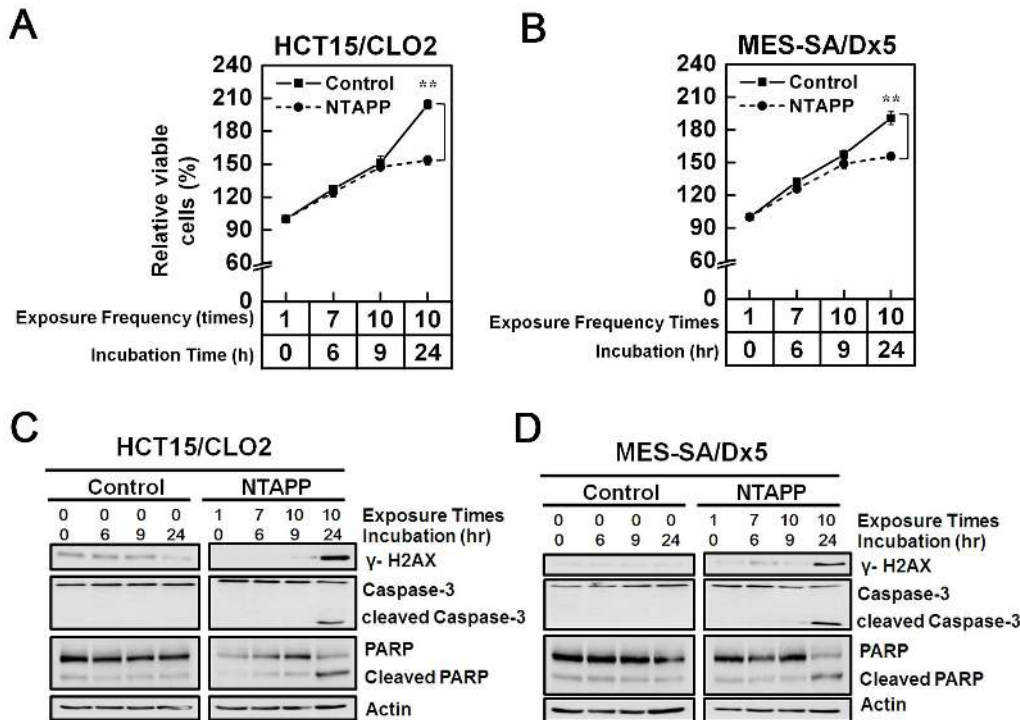 A
HCT15/CLO2
240
210
180
150
120
90
60
0
Relative viable
cells (%)
Control
NTAPP
**
Exposure Frequency (times) 1 7 10 10
Incubation Time (h) 0 6 9 24
B
MES-SA/Dx5
240
210
180
150
120
90
60
0
Control
NTAPP
**
Exposure Frequency Times 1 7 10 10
Incubation (hr) 0 6 9 24
C
HCT15/CLO2
Control NTAPP
0 0 0 0 1 7 10 10 Exposure Times
0 6 9 24 0 6 9 24 Incubation (hr)
γ- H2AX
Caspase-3
cleaved Caspase-3
PARP
Cleaved PARP
Actin
D
MES-SA/Dx5
Control NTAPP
0 0 0 0 1 7 10 10 Exposure Times
0 6 9 24 0 6 9 24 Incubation (hr)
γ- H2AX
Caspase-3
cleaved Caspase-3
PARP
Cleaved PARP
Actin